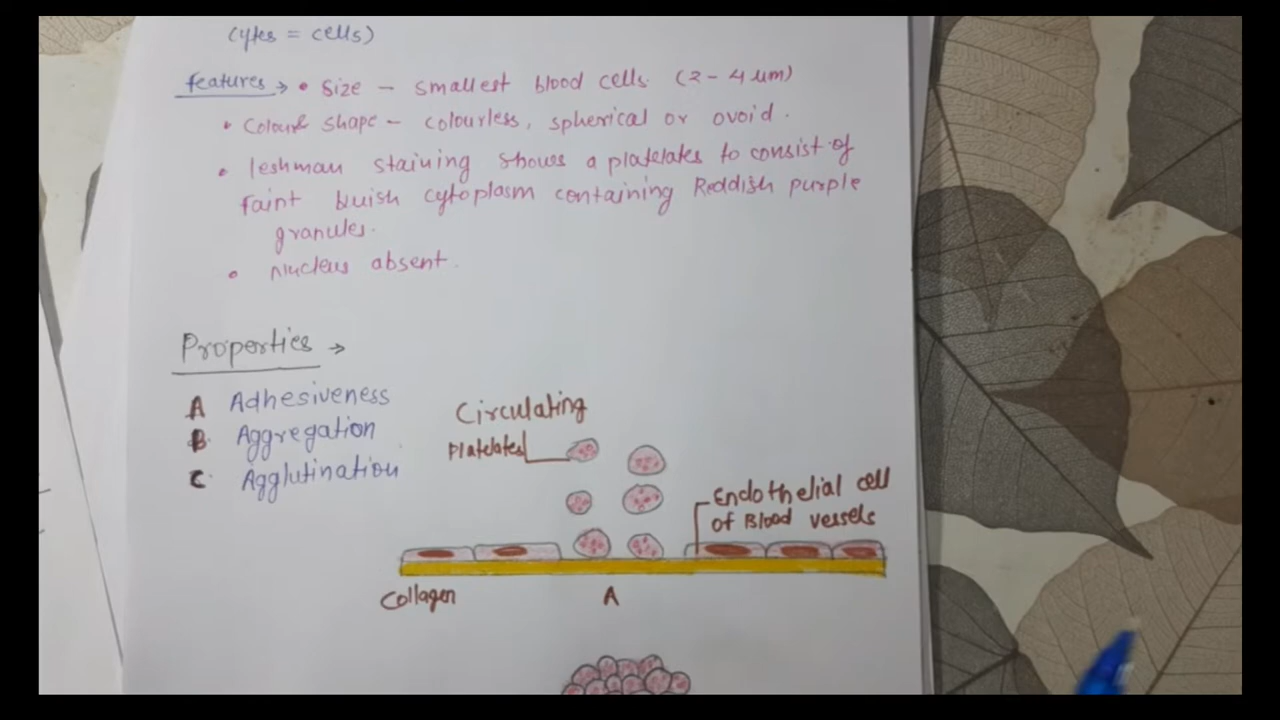 (ytes = cells)
features → • Size - smallest blood cells. (2-4 um)
• Colour & shape - colourless, spherical or ovoid.
• leshman staining shows a platelates to consist of
faint bluish cytoplasm containing Reddish purple
granules.
• Nucleus absent.
Properties →
A Adhesiveness
B. Aggregation
C. Agglutination
Circulating
Platelates
Endothelial cell
of Blood vessels
Collagen
A